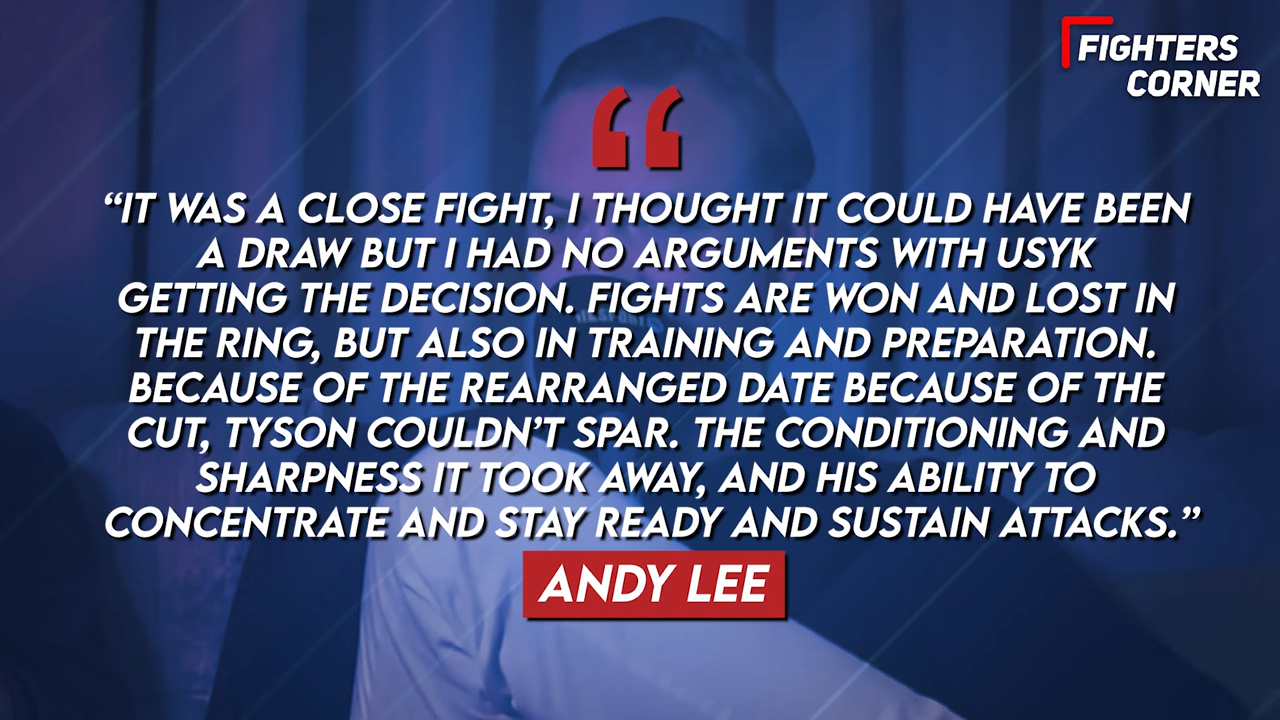 FIGHTERS
CORNER
“IT WAS A CLOSE FIGHT, I THOUGHT IT COULD HAVE BEEN
A DRAW BUT I HAD NO ARGUMENTS WITH USYK
GETTING THE DECISION. FIGHTS ARE WON AND LOST IN
THE RING, BUT ALSO IN TRAINING AND PREPARATION.
BECAUSE OF THE REARRANGED DATE BECAUSE OF THE
CUT, TYSON COULDN’T SPAR. THE CONDITIONING AND
SHARPNESS IT TOOK AWAY, AND HIS ABILITY TO
CONCENTRATE AND STAY READY AND SUSTAIN ATTACKS.”
ANDY LEE